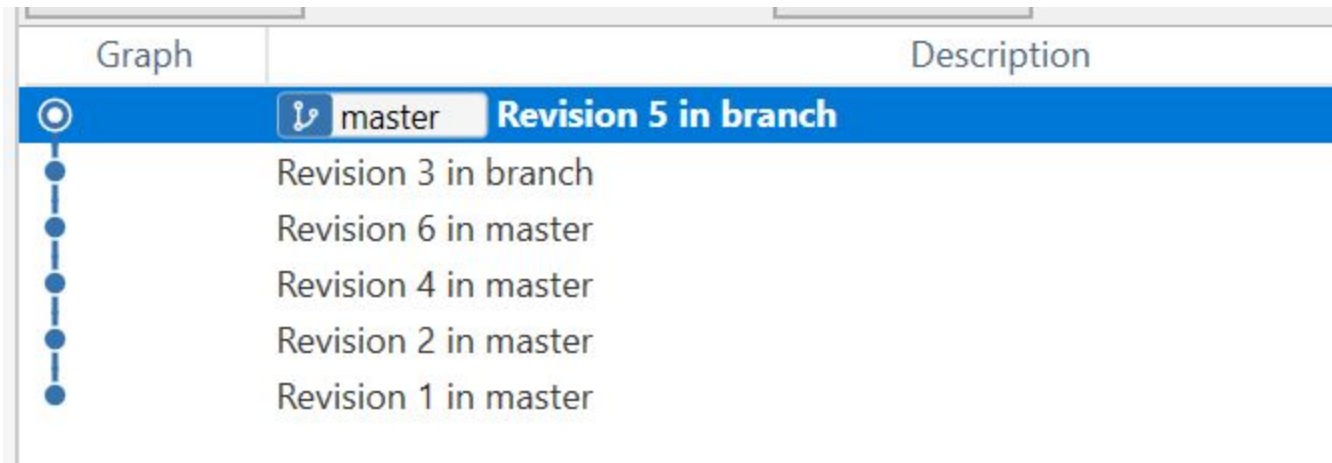 Graph Description
master Revision 5 in branch
Revision 3 in branch
Revision 6 in master
Revision 4 in master
Revision 2 in master
Revision 1 in master